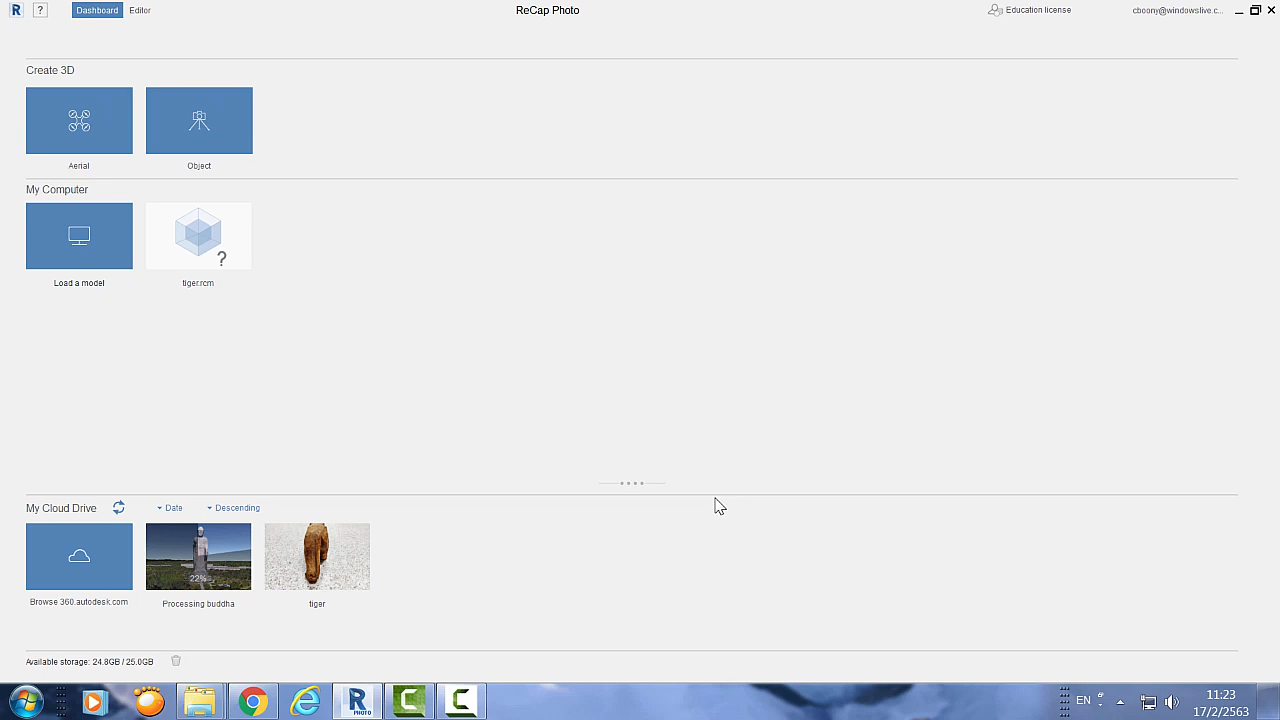 R ? Dashboard Editor ReCap Photo Education license cboony@windowslive.c...
Create 3D
Aerial Object
My Computer
?
Load a model tiger.rcm
My Cloud Drive Date Descending
22%
Browse 360.autodesk.com Processing buddha tiger
Available storage: 24.8GB / 25.0GB
R PHOTO C C EN 11:23
17/2/2563